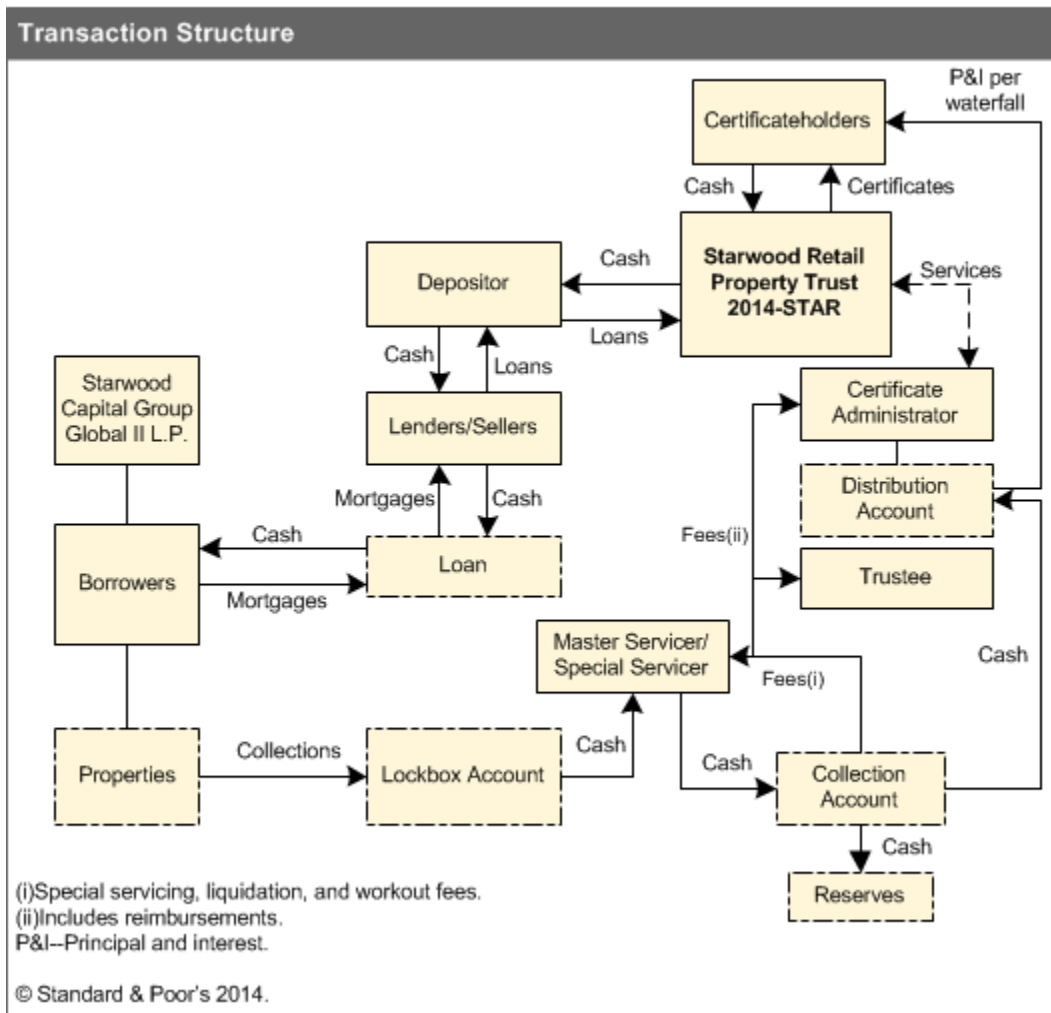 Transaction Structure
P&I per
waterfall
Certificateholders
Cash
Certificates
Starwood Retail
Property Trust
2014-STAR
Cash
Depositor
Services
Loans
Cash
Loans
Starwood
Capital Group
Global II L.P.
Certificate
Administrator
Lenders/Sellers
Mortgages
Cash
Distribution
Account
Fees(ii)
Cash
Loan
Borrowers
Trustee
Mortgages
Master Servicer/
Special Servicer
Cash
Fees(i)
Collections
Cash
Cash
Properties
Lockbox Account
Collection
Account
Cash
Reserves
(i)Special servicing, liquidation, and workout fees.
(ii)Includes reimbursements.
P&I--Principal and interest.
© Standard & Poor's 2014.